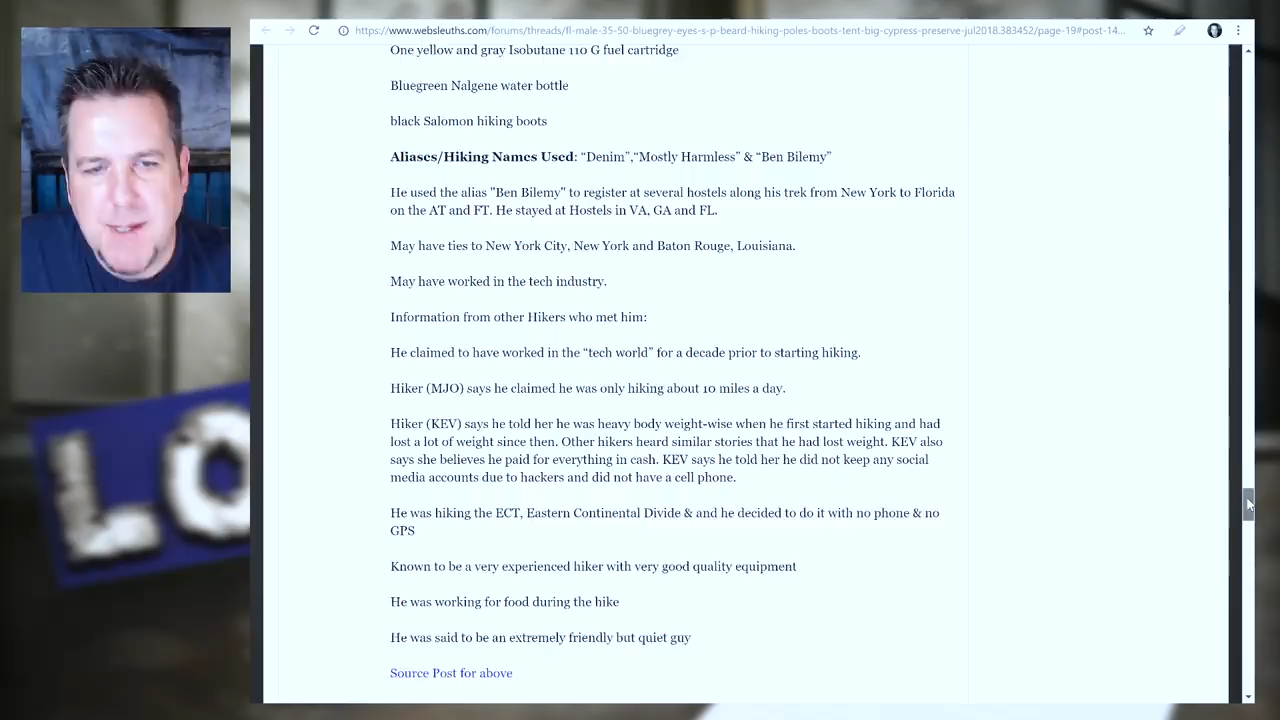 https://www.websleuths.com/forums/threads/fl-male-35-50-bluegrey-eyes-s-p-beard-hiking-poles-boots-tent-big-cypress-preserve-jul2018.383452/page-19#post-14...
One yellow and gray Isobutane 110 G fuel cartridge
Bluegreen Nalgene water bottle
black Salomon hiking boots
Aliases/Hiking Names Used: “Denim”,“Mostly Harmless” & “Ben Bilemy”
He used the alias "Ben Bilemy" to register at several hostels along his trek from New York to Florida
on the AT and FT. He stayed at Hostels in VA, GA and FL.
May have ties to New York City, New York and Baton Rouge, Louisiana.
May have worked in the tech industry.
Information from other Hikers who met him:
He claimed to have worked in the “tech world” for a decade prior to starting hiking.
Hiker (MJO) says he claimed he was only hiking about 10 miles a day.
Hiker (KEV) says he told her he was heavy body weight-wise when he first started hiking and had
lost a lot of weight since then. Other hikers heard similar stories that he had lost weight. KEV also
says she believes he paid for everything in cash. KEV says he told her he did not keep any social
media accounts due to hackers and did not have a cell phone.
He was hiking the ECT, Eastern Continental Divide & and he decided to do it with no phone & no
GPS
Known to be a very experienced hiker with very good quality equipment
He was working for food during the hike
He was said to be an extremely friendly but quiet guy
Source Post for above
LO